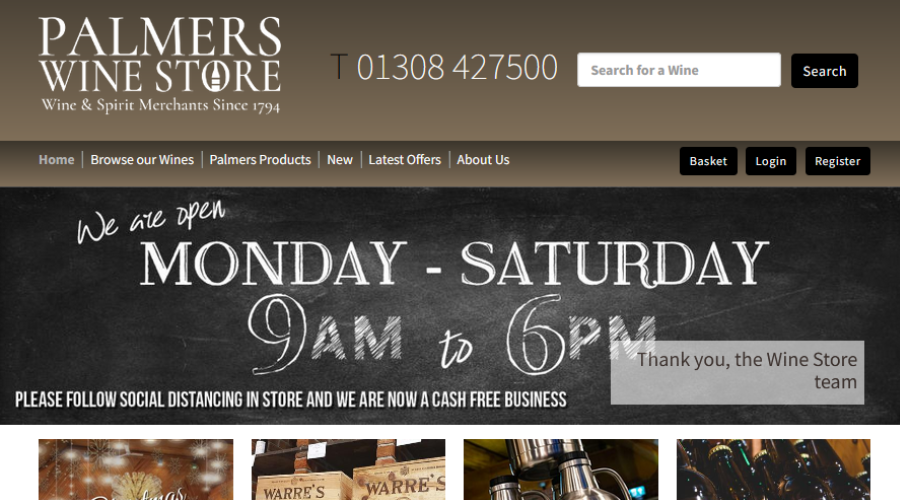 PALMERS
WINE STORE
Wine & Spirit Merchants Since 1794
T 01308 427500
Search for a Wine
Search
Home
Browse our Wines
Palmers Products
New
Latest Offers
About Us
Basket
Login
Register
We are open
MONDAY - SATURDAY
9AM to 6PM
Thank you, the Wine Store
team
PLEASE FOLLOW SOCIAL DISTANCING IN STORE AND WE ARE NOW A CASH FREE BUSINESS
Christmas
WARRE'S
WARRE'S